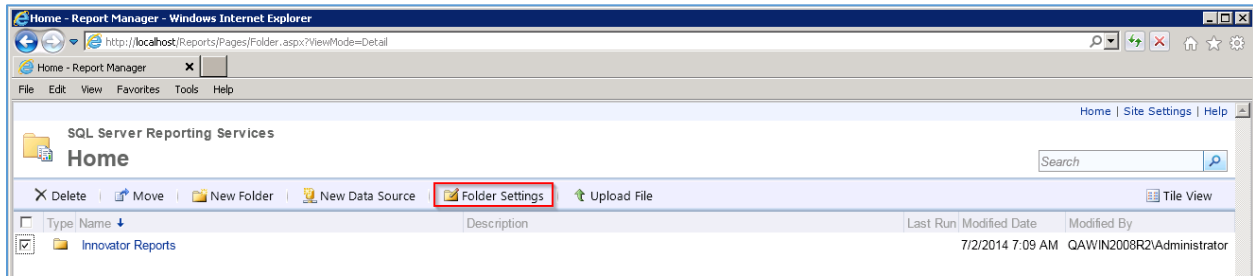 Home - Report Manager - Windows Internet Explorer
http://localhost/Reports/Pages/Folder.aspx?ViewMode=Detail
Home - Report Manager
File Edit View Favorites Tools Help
Home | Site Settings | Help
SQL Server Reporting Services
Home
Search
Delete Move New Folder New Data Source Folder Settings Upload File Tile View
Type Name Description Last Run Modified Date Modified By
Innovator Reports 7/2/2014 7:09 AM QAWIN2008R2\Administrator